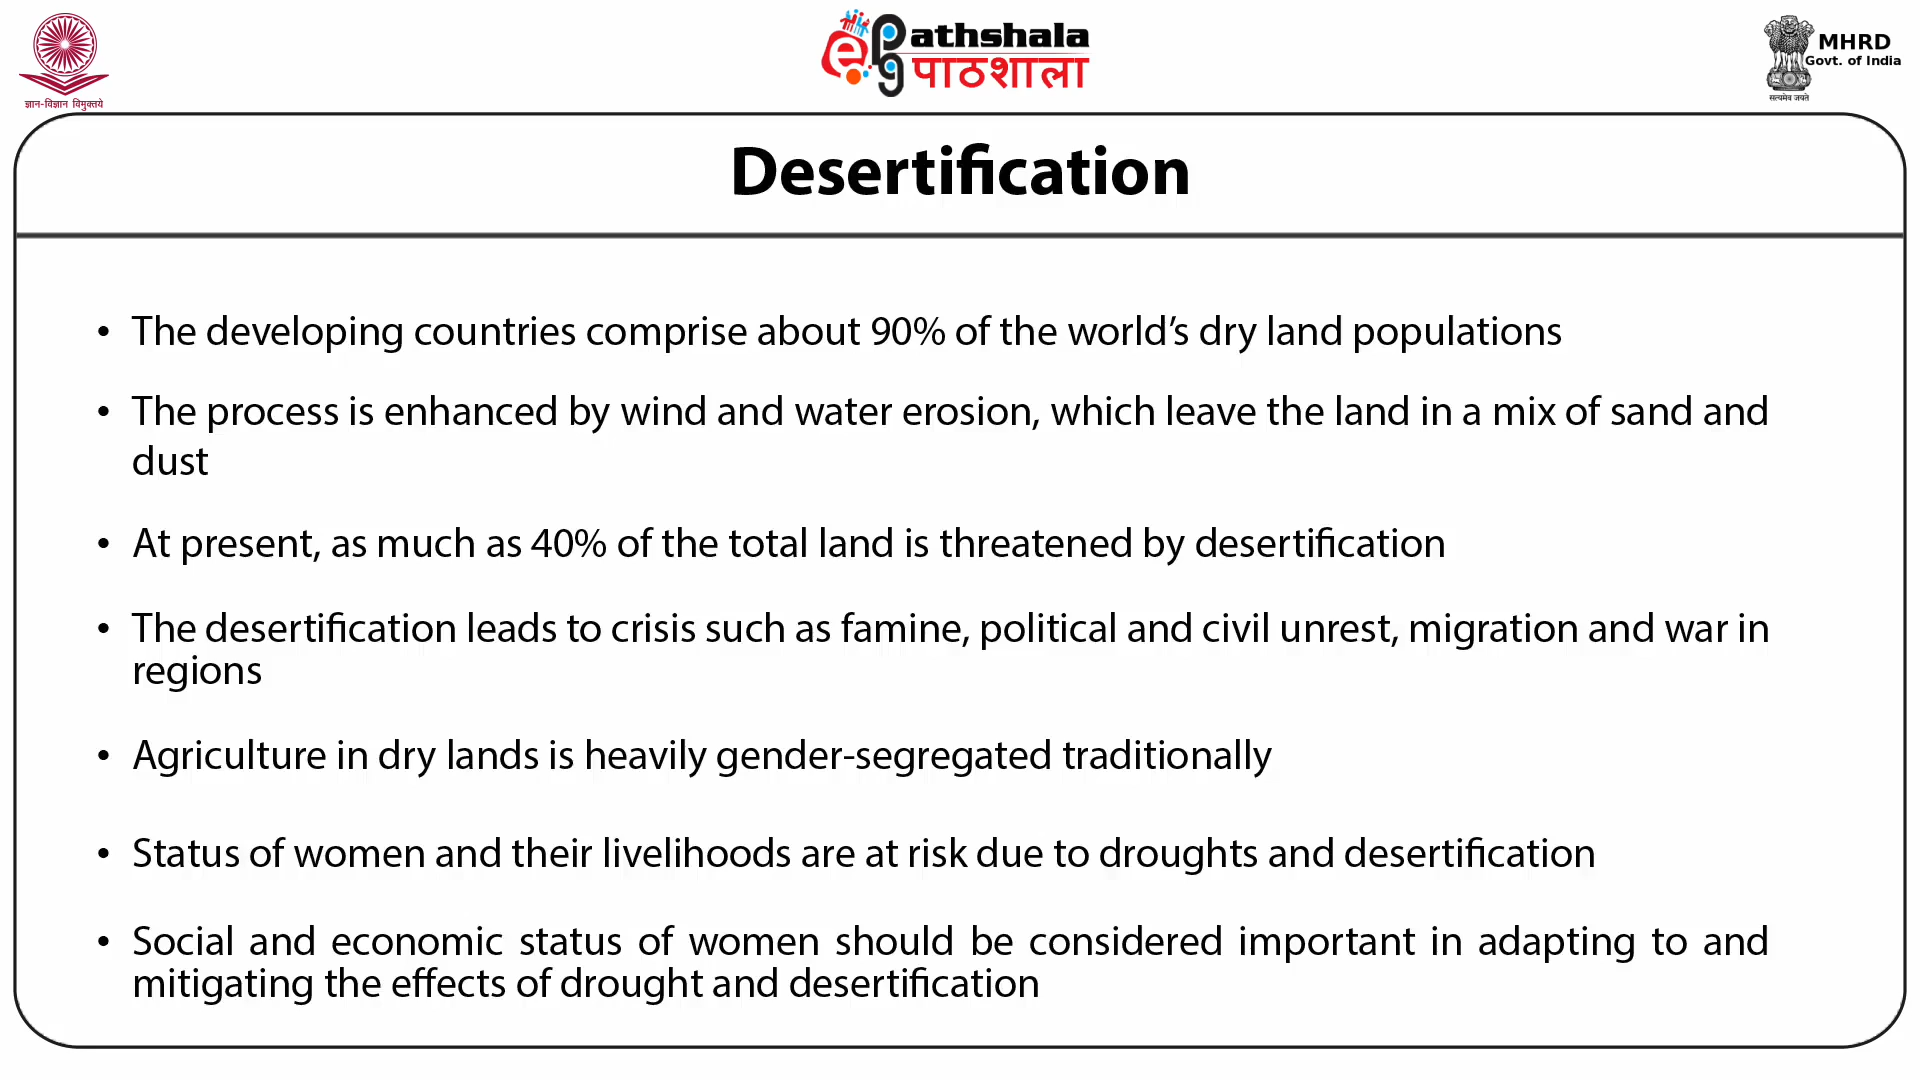 ज्ञान-विज्ञान विमुक्तये
epathshala
पाठशाला
MHRD
Govt. of India
सत्यमेव जयते
Desertification
• The developing countries comprise about 90% of the world’s dry land populations
• The process is enhanced by wind and water erosion, which leave the land in a mix of sand and
dust
• At present, as much as 40% of the total land is threatened by desertification
• The desertification leads to crisis such as famine, political and civil unrest, migration and war in
regions
• Agriculture in dry lands is heavily gender-segregated traditionally
• Status of women and their livelihoods are at risk due to droughts and desertification
• Social and economic status of women should be considered important in adapting to and
mitigating the effects of drought and desertification